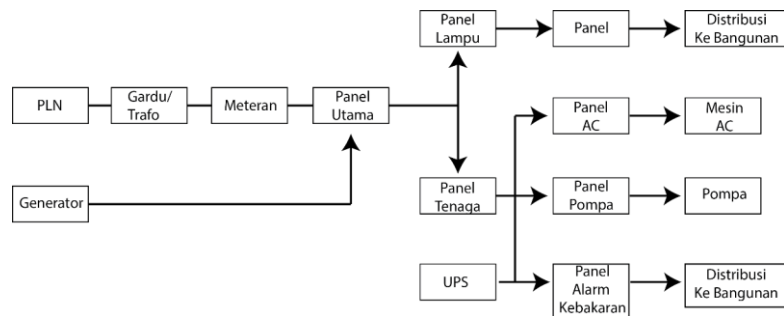 Panel
Lampu
Panel
Distribusi
Ke Bangunan
PLN
Gardu/
Trafo
Meteran
Panel
Utama
Panel
AC
Mesin
AC
Generator
Panel
Tenaga
Panel
Pompa
Pompa
UPS
Panel
Alarm
Kebakaran
Distribusi
Ke Bangunan